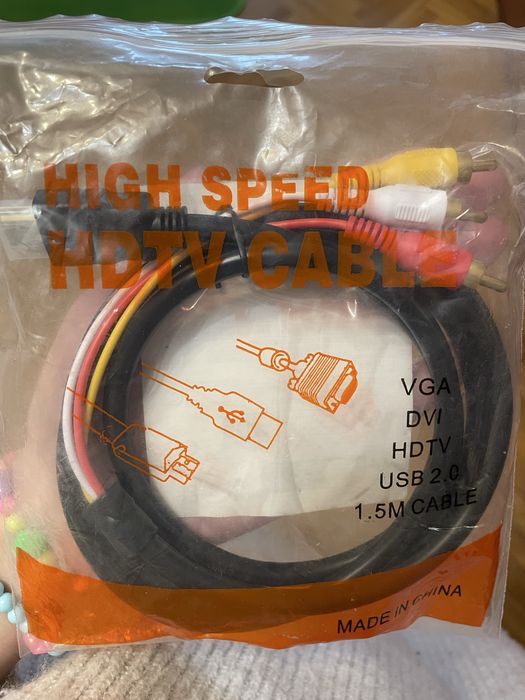 HIGH SPEED
HDTV CABLE
VGA
DVI
HDTV
USB 2.0
1.5M CABLE
MADE IN CHINA